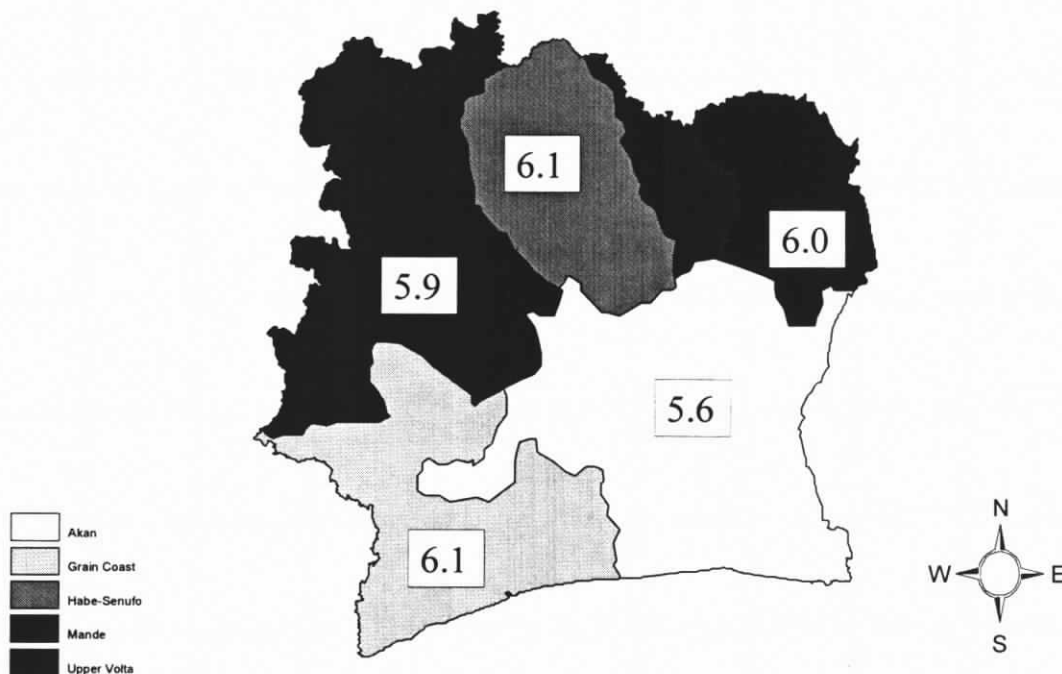 6.1
6.0
5.9
5.6
6.1
Akan
Grain Coast
Habe-Senufo
Mande
Upper Volta
N
W
E
S